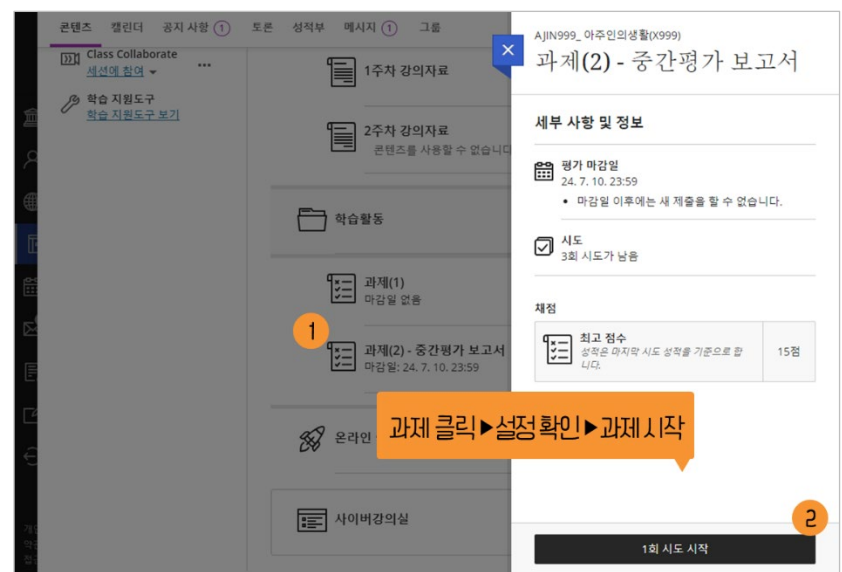 콘텐츠 캘린더 공지 사항 1 토론 성적부 메시지 1 그룹
Class Collaborate
세션에 참여
학습 지원도구
학습 지원도구 보기
1주차 강의자료
2주차 강의자료
콘텐츠를 사용할 수 없습니다
학습활동
과제(1)
마감일 없음
1
과제(2) - 중간평가 보고서
마감일: 24. 7. 10. 23:59
온라인
사이버강의실
AJIN999_ 아주인의생활(X999)
과제(2) - 중간평가 보고서
세부 사항 및 정보
평가 마감일
24. 7. 10. 23:59
• 마감일 이후에는 새 제출을 할 수 없습니다.
시도
3회 시도가 남음
채점
최고 점수
성적은 마지막 시도 성적을 기준으로 합
니다.
15점
과제 클릭▶설정 확인▶과제 시작
2
1회 시도 시작